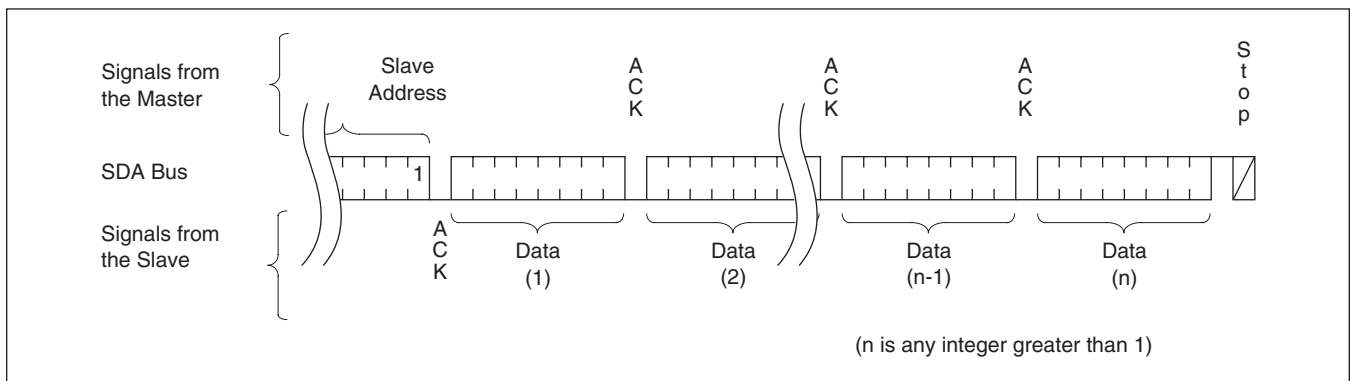 Signals from
the Master
Slave
Address
A
C
K
A
C
K
A
C
K
S
t
o
p
SDA Bus
1
Signals from
the Slave
A
C
K
Data
(1)
Data
(2)
Data
(n-1)
Data
(n)
(n is any integer greater than 1)